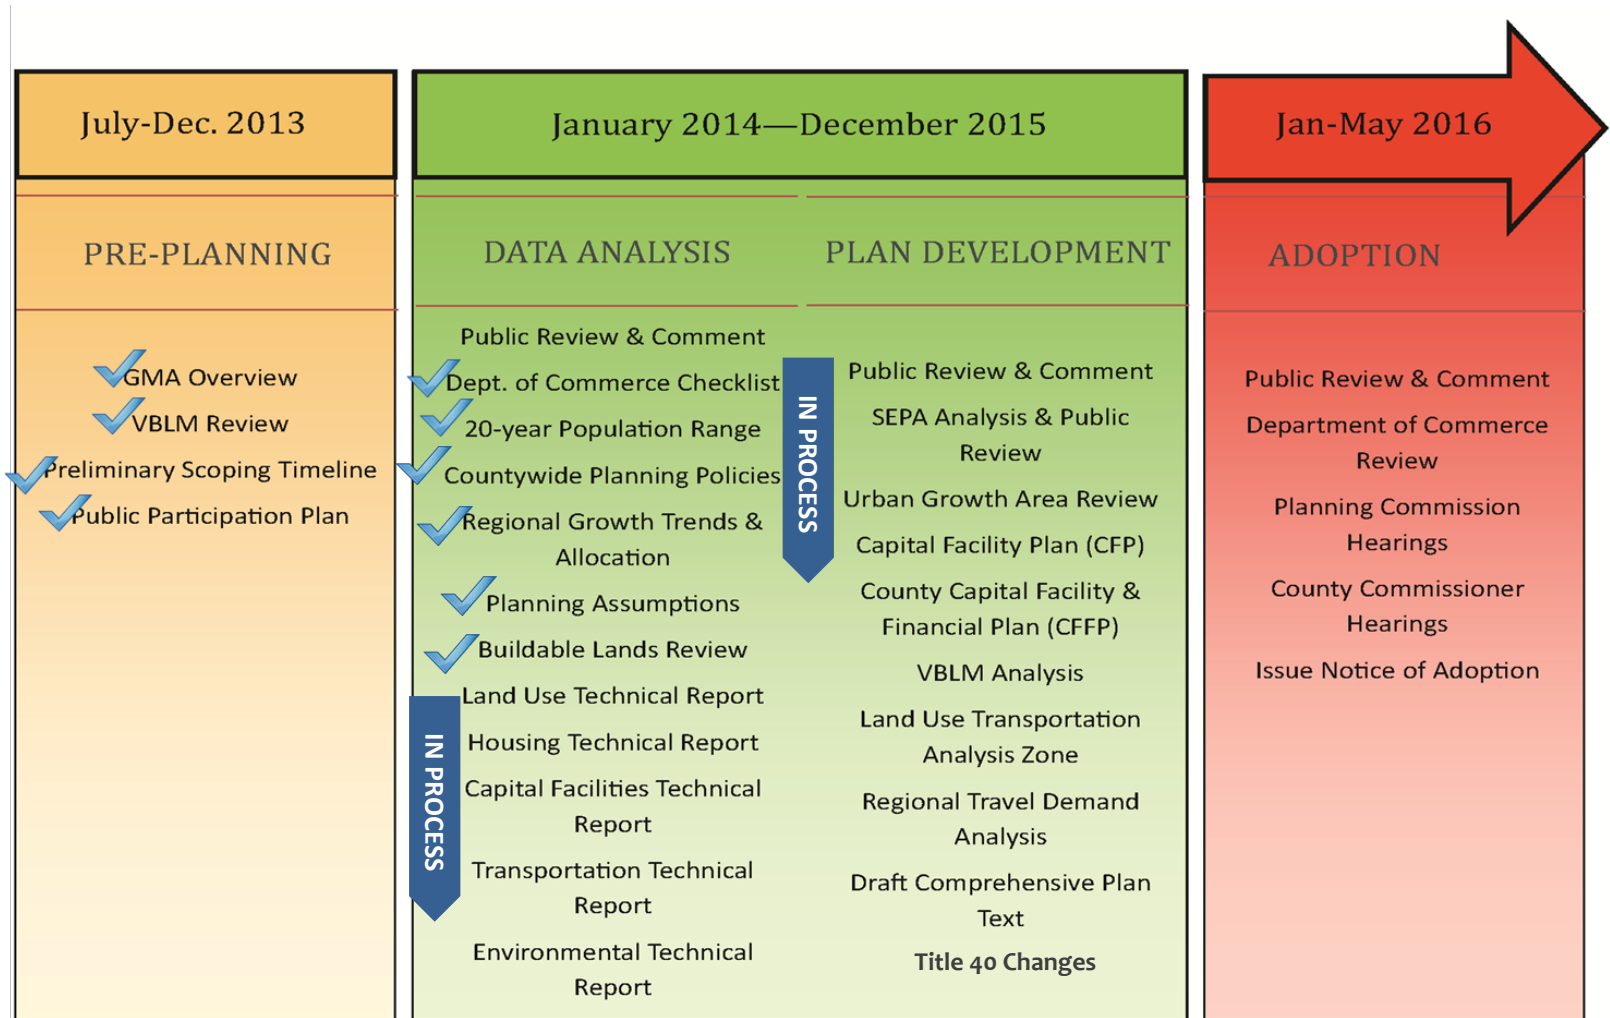 July-Dec. 2013
January 2014—December 2015
Jan-May 2016
PRE-PLANNING
DATA ANALYSIS
PLAN DEVELOPMENT
ADOPTION
GMA Overview
VBLM Review
Preliminary Scoping Timeline
Public Participation Plan
Public Review & Comment
Dept. of Commerce Checklist
20-year Population Range
Countywide Planning Policies
Regional Growth Trends &
Allocation
Planning Assumptions
Buildable Lands Review
Land Use Technical Report
Housing Technical Report
Capital Facilities Technical
Report
Transportation Technical
Report
Environmental Technical
Report
IN PROCESS
IN PROCESS
Public Review & Comment
SEPA Analysis & Public
Review
Urban Growth Area Review
Capital Facility Plan (CFP)
County Capital Facility &
Financial Plan (CFFP)
VBLM Analysis
Land Use Transportation
Analysis Zone
Regional Travel Demand
Analysis
Draft Comprehensive Plan
Text
Title 40 Changes
Public Review & Comment
Department of Commerce
Review
Planning Commission
Hearings
County Commissioner
Hearings
Issue Notice of Adoption